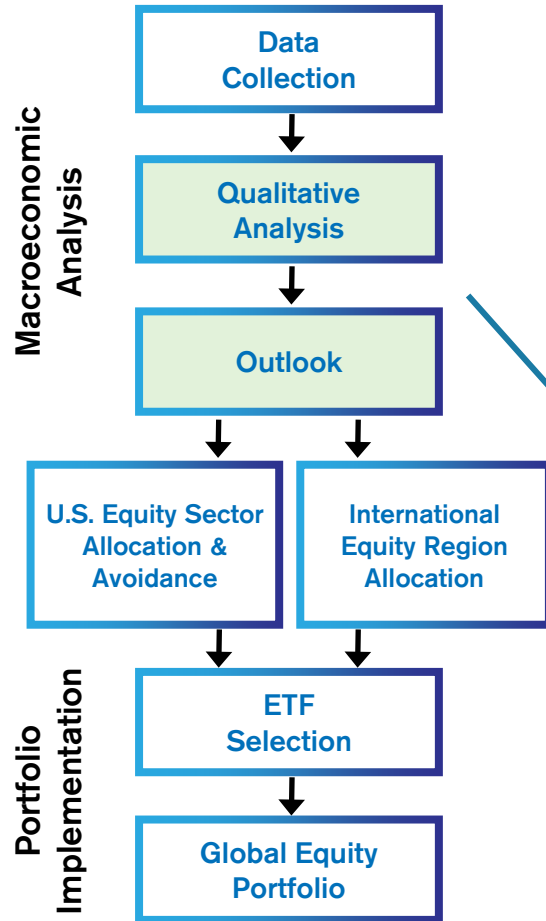 Macroeconomic
Analysis
Data
Collection
Qualitative
Analysis
Outlook
U.S. Equity Sector
Allocation &
Avoidance
International
Equity Region
Allocation
Portfolio
Implementation
ETF
Selection
Global Equity
Portfolio